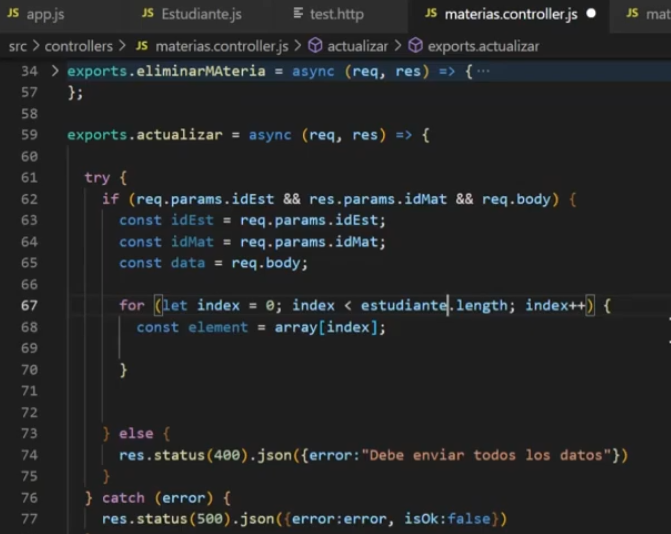 app.js Estudiante.js test.http materias.controller.js mat
src > controllers > materias.controller.js > actualizar > exports.actualizar
34 exports.eliminarMAteria = async (req, res) => { ...
57 };
58
59 exports.actualizar = async (req, res) => {
60
61 try {
62 if (req.params.idEst && res.params.idMat && req.body) {
63 const idEst = req.params.idEst;
64 const idMat = req.params.idMat;
65 const data = req.body;
66
67 for (let index = 0; index < estudiante.length; index++) {
68 const element = array[index];
69
70 }
71
72
73 } else {
74 res.status(400).json({error:"Debe enviar todos los datos"})
75 }
76 } catch (error) {
77 res.status(500).json({error:error, isOk:false})